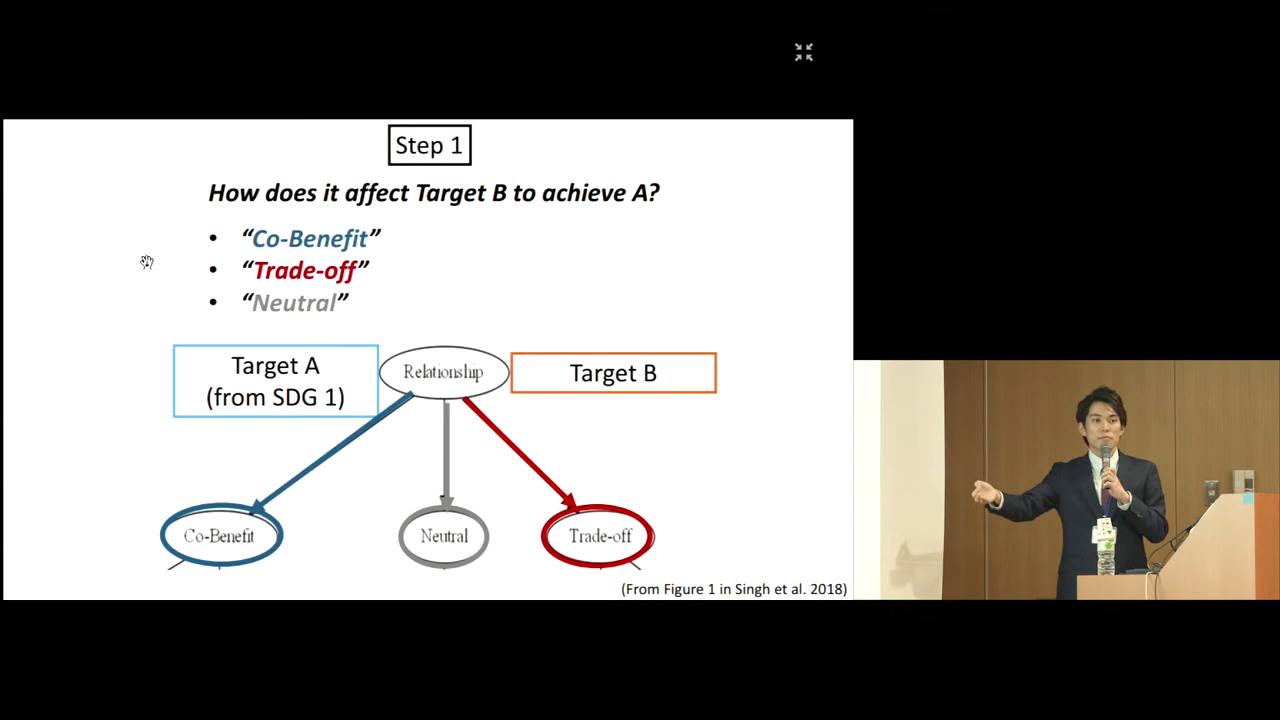 Step 1
How does it affect Target B to achieve A?
• “Co-Benefit”
• “Trade-off”
• “Neutral”
Target A
(from SDG 1)
Relationship
Target B
Co-Benefit
Neutral
Trade-off
(From Figure 1 in Singh et al. 2018)